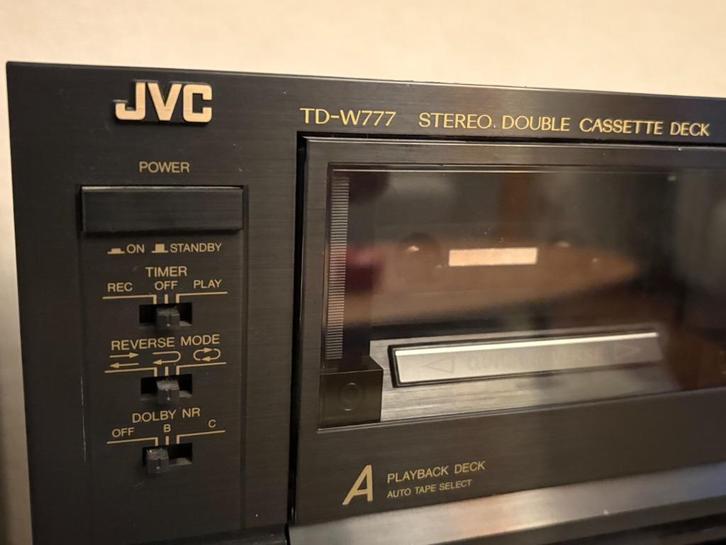 JVC
TD-W777 STEREO DOUBLE CASSETTE DECK
POWER
ON STANDBY
TIMER
REC OFF PLAY
REVERSE MODE
DOLBY NR
OFF B C
A PLAYBACK DECK
AUTO TAPE SELECT